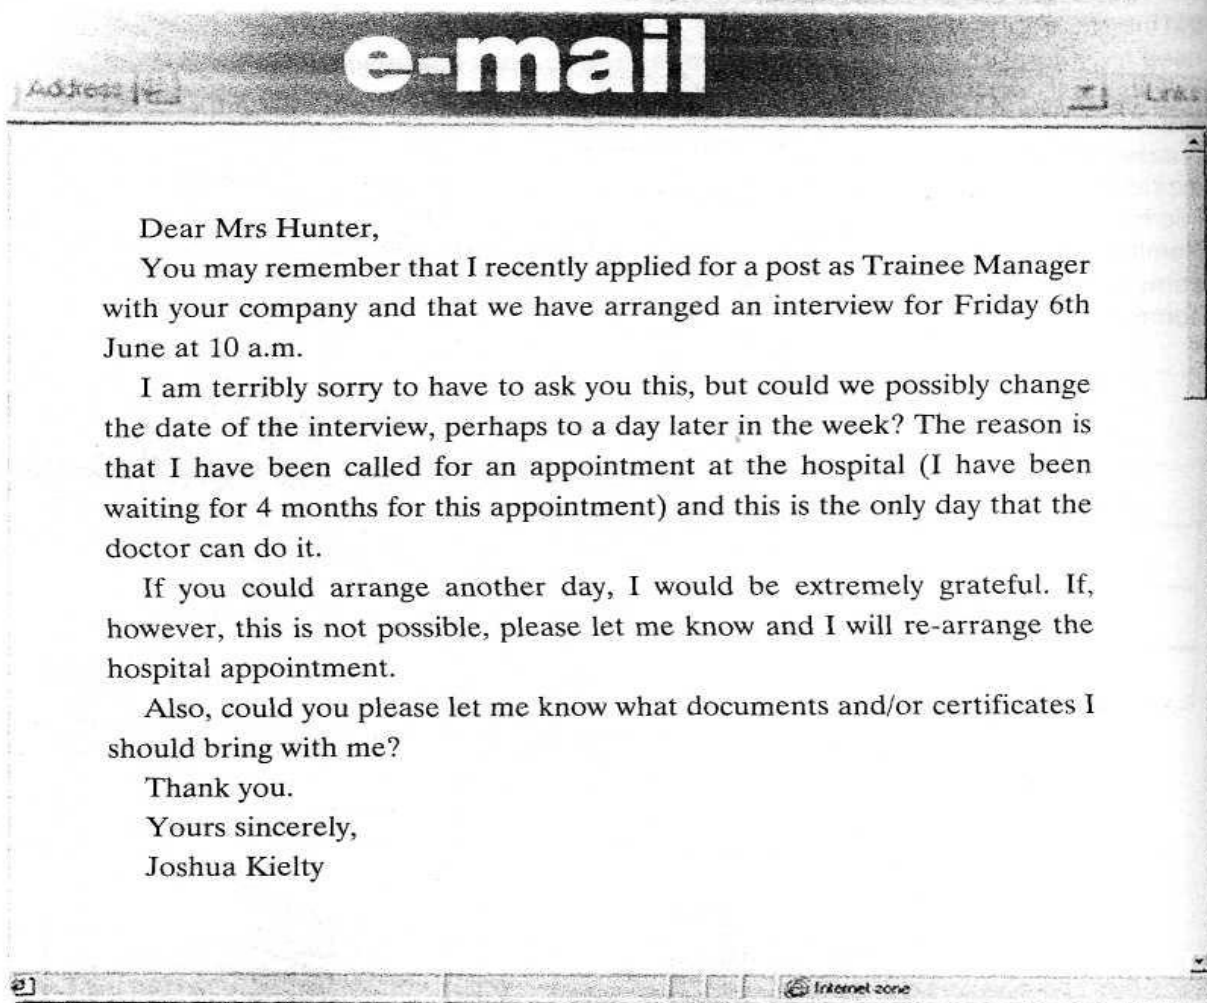 e-mail
Address
Links
Dear Mrs Hunter,
You may remember that I recently applied for a post as Trainee Manager
with your company and that we have arranged an interview for Friday 6th
June at 10 a.m.
I am terribly sorry to have to ask you this, but could we possibly change
the date of the interview, perhaps to a day later in the week? The reason is
that I have been called for an appointment at the hospital (I have been
waiting for 4 months for this appointment) and this is the only day that the
doctor can do it.
If you could arrange another day, I would be extremely grateful. If,
however, this is not possible, please let me know and I will re-arrange the
hospital appointment.
Also, could you please let me know what documents and/or certificates I
should bring with me?
Thank you.
Yours sincerely,
Joshua Kielty
Internet zone